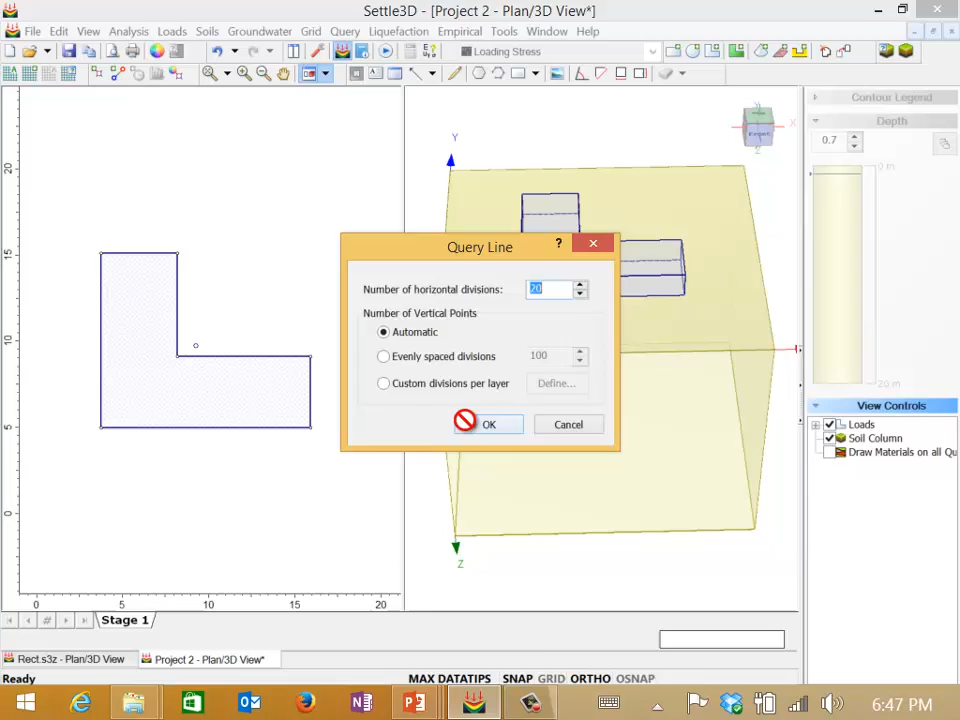 Settle3D - [Project 2 - Plan/3D View*]
File Edit View Analysis Loads Soils Groundwater Grid Query Liquefaction Empirical Tools Window Help
Loading Stress
Contour Legend
Depth
0.7
0 m
20 m
View Controls
Loads
Soil Column
Draw Materials on all Qu
Y
X
Z
Y
Z
20
15
10
5
0
0 5 10 15 20
Query Line
?
Number of horizontal divisions: 20
Number of Vertical Points
Automatic
Evenly spaced divisions 100
Custom divisions per layer Define...
OK Cancel
Stage 1
Rect.s3z - Plan/3D View Project 2 - Plan/3D View*
Ready MAX DATATIPS SNAP GRID ORTHO OSNAP
6:47 PM